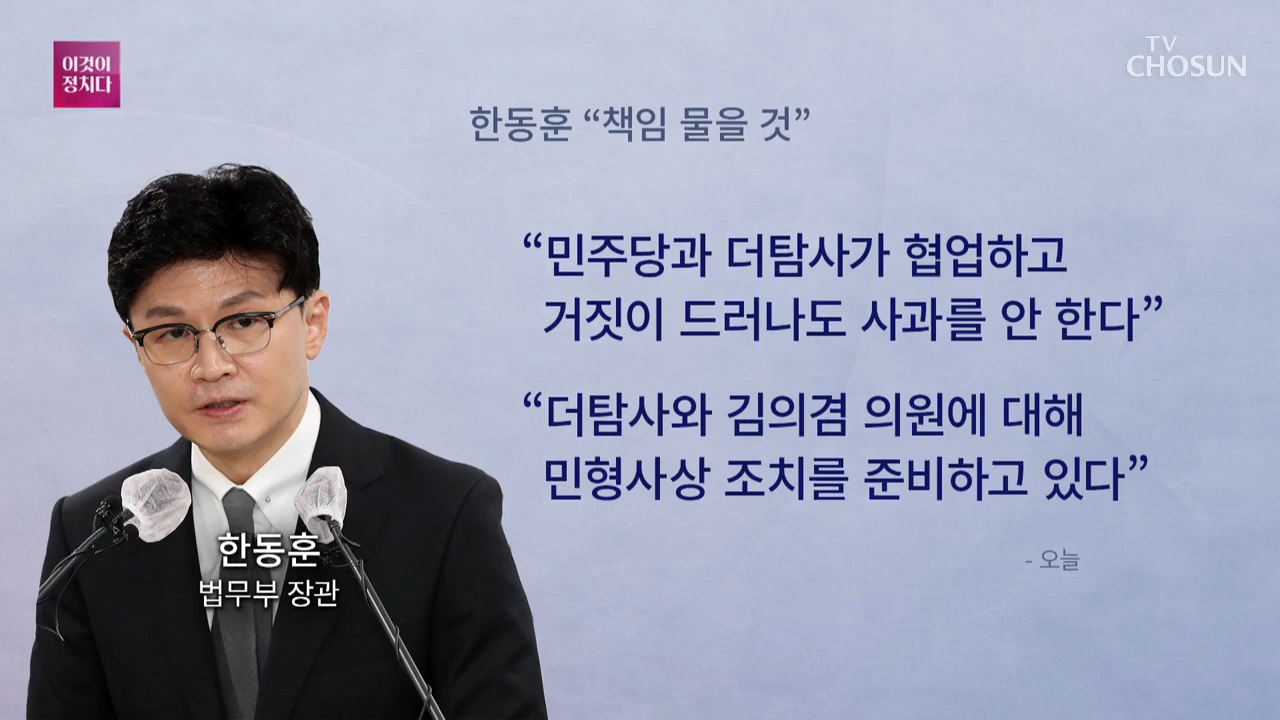 이것이
정치다
TV
CHOSUN
한동훈 “책임 물을 것”
“민주당과 더탐사가 협업하고
거짓이 드러나도 사과를 안 한다”
“더탐사와 김의겸 의원에 대해
민형사상 조치를 준비하고 있다”
- 오늘
한동훈
법무부 장관